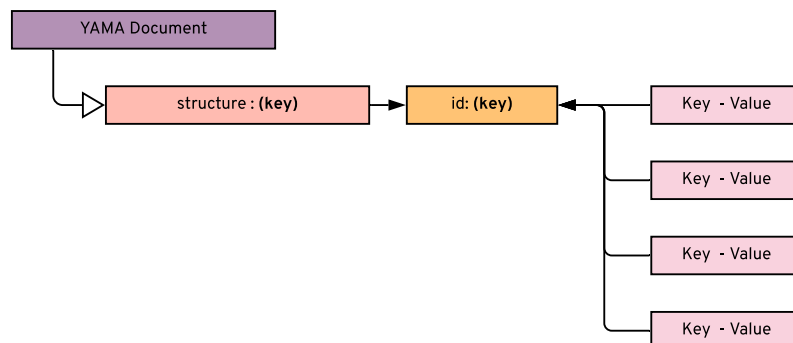 YAMA Document
structure : (key)
id: (key)
Key - Value
Key - Value
Key - Value
Key - Value